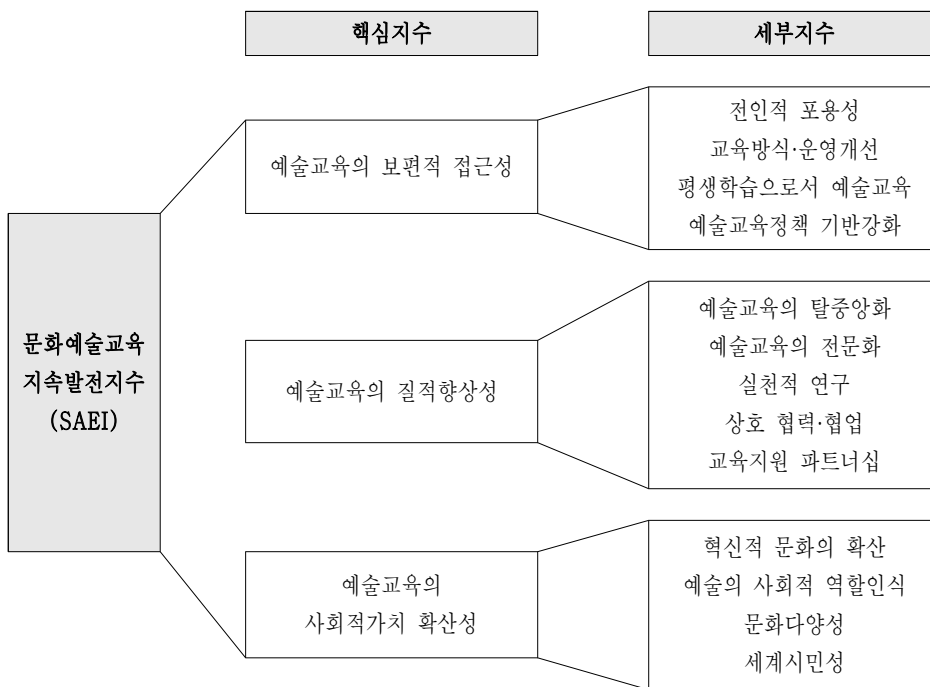 핵심지수
세부지수
문화예술교육
지속발전지수
(SAEI)
예술교육의 보편적 접근성
전인적 포용성
교육방식·운영개선
평생학습으로서 예술교육
예술교육정책 기반강화
예술교육의 질적향상성
예술교육의 탈중앙화
예술교육의 전문화
실천적 연구
상호 협력·협업
교육지원 파트너십
예술교육의
사회적가치 확산성
혁신적 문화의 확산
예술의 사회적 역할인식
문화다양성
세계시민성